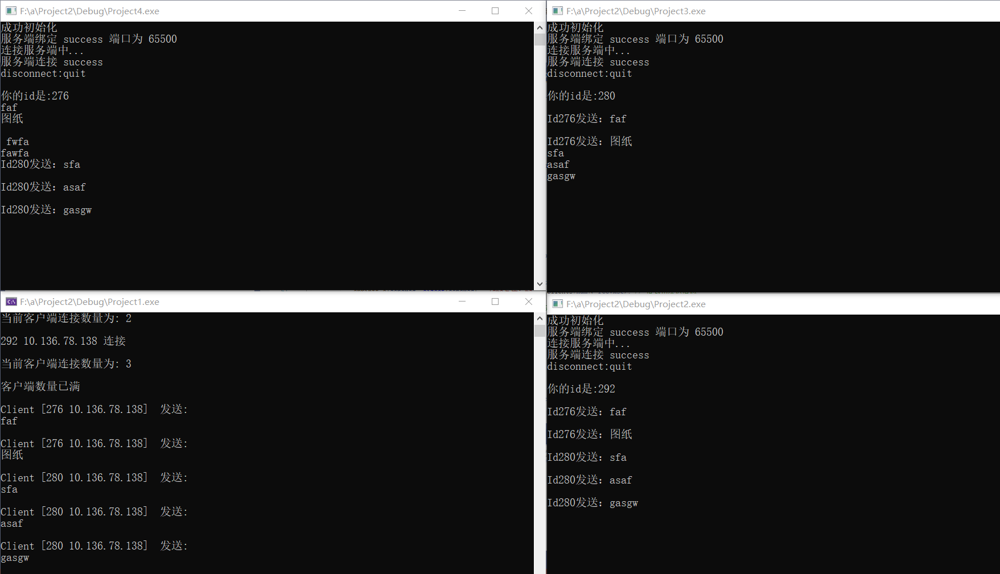 F:\a\Project2\Debug\Project4.exe
成功初始化
服务端绑定 success 端口为 65500
连接服务端中...
服务端连接 success
disconnect:quit
你的id是:276
faf
图纸
fwfa
fawfa
Id280发送：sfa
Id280发送：asaf
Id280发送：gasgw
F:\a\Project2\Debug\Project3.exe
成功初始化
服务端绑定 success 端口为 65500
连接服务端中...
服务端连接 success
disconnect:quit
你的id是:280
Id276发送：faf
Id276发送：图纸
sfa
asaf
gasgw
F:\a\Project2\Debug\Project1.exe
当前客户端连接数量为: 2
292 10.136.78.138 连接
当前客户端连接数量为: 3
客户端数量已满
Client [276 10.136.78.138]  发送:
faf
Client [276 10.136.78.138]  发送:
图纸
Client [280 10.136.78.138]  发送:
sfa
Client [280 10.136.78.138]  发送:
asaf
Client [280 10.136.78.138]  发送:
gasgw
F:\a\Project2\Debug\Project2.exe
成功初始化
服务端绑定 success 端口为 65500
连接服务端中...
服务端连接 success
disconnect:quit
你的id是:292
Id276发送：faf
Id276发送：图纸
Id280发送：sfa
Id280发送：asaf
Id280发送：gasgw